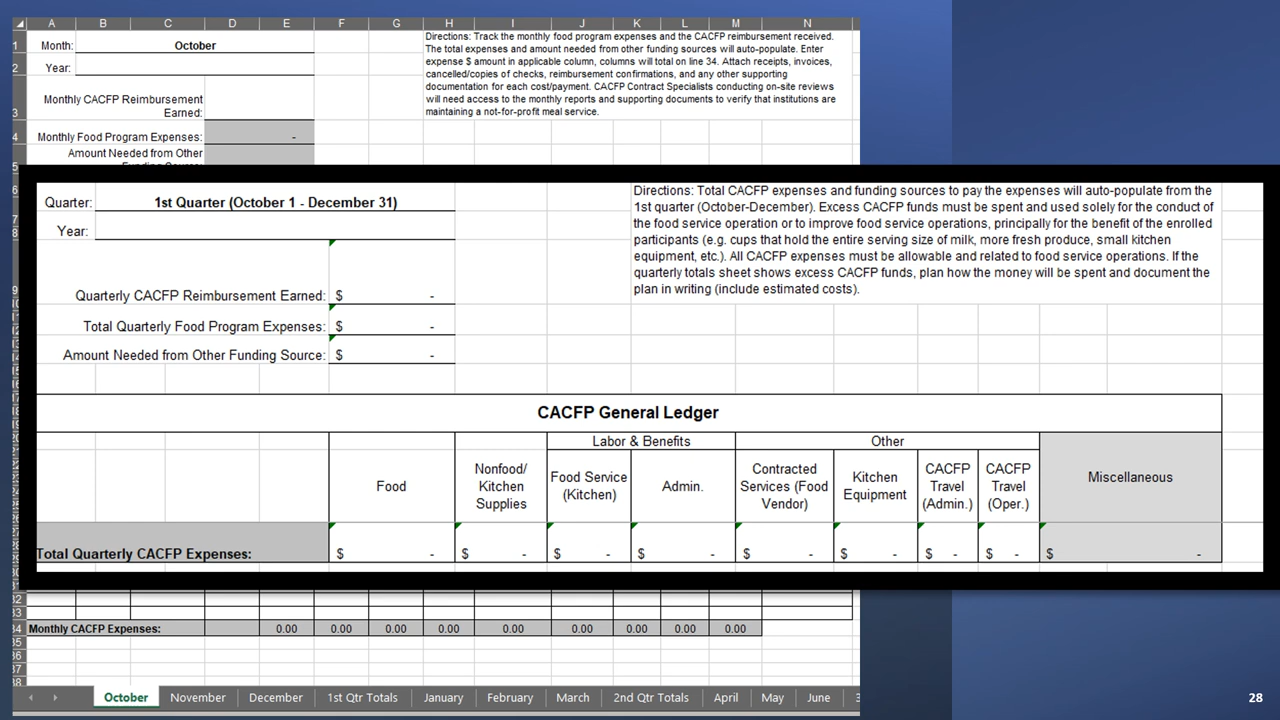 A B C D E F G H I J K L M N
1 Month: October
2 Year:
Directions: Track the monthly food program expenses and the CACFP reimbursement received.
The total expenses and amount needed from other funding sources will auto-populate. Enter
expense $ amount in applicable column, columns will total on line 34. Attach receipts, invoices,
cancelled/copies of checks, reimbursement confirmations, and any other supporting
documentation for each cost/payment. CACFP Contract Specialists conducting on-site reviews
will need access to the monthly reports and supporting documents to verify that institutions are
maintaining a not-for-profit meal service.
Monthly CACFP Reimbursement
3 Earned:
4 Monthly Food Program Expenses: -
Amount Needed from Other
Quarter: 1st Quarter (October 1 - December 31)
Year:
Directions: Total CACFP expenses and funding sources to pay the expenses will auto-populate from the
1st quarter (October-December). Excess CACFP funds must be spent and used solely for the conduct of
the food service operation or to improve food service operations, principally for the benefit of the enrolled
participants (e.g. cups that hold the entire serving size of milk, more fresh produce, small kitchen
equipment, etc.). All CACFP expenses must be allowable and related to food service operations. If the
quarterly totals sheet shows excess CACFP funds, plan how the money will be spent and document the
plan in writing (include estimated costs).
Quarterly CACFP Reimbursement Earned: $ -
Total Quarterly Food Program Expenses: $ -
Amount Needed from Other Funding Source: $ -
CACFP General Ledger
Labor & Benefits Other
Food
Nonfood/
Kitchen
Supplies
Food Service
(Kitchen)
Admin.
Contracted
Services (Food
Vendor)
Kitchen
Equipment
CACFP
Travel
(Admin.)
CACFP
Travel
(Oper.)
Miscellaneous
Total Quarterly CACFP Expenses: $ - $ - $ - $ - $ - $ - $ - $ - $ -
Monthly CACFP Expenses: 0.00 0.00 0.00 0.00 0.00 0.00 0.00 0.00 0.00
October November December 1st Qtr Totals January February March 2nd Qtr Totals April May June
28